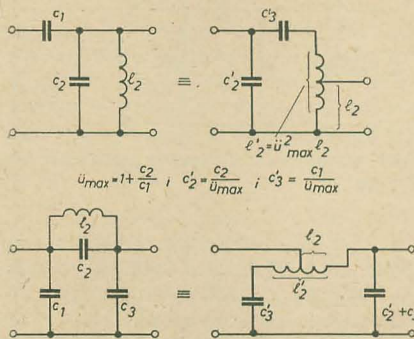 c1
c2
ℓ2
≡
c'3
c'2
ℓ2
ℓ'2 = ü²max ℓ2
ümax = 1 + c2/c1 ; c'2 = c2/ümax ; c'3 = c1/ümax
ℓ2
c2
c1
c3
≡
ℓ2
ℓ'2
c'3
c'2 + c